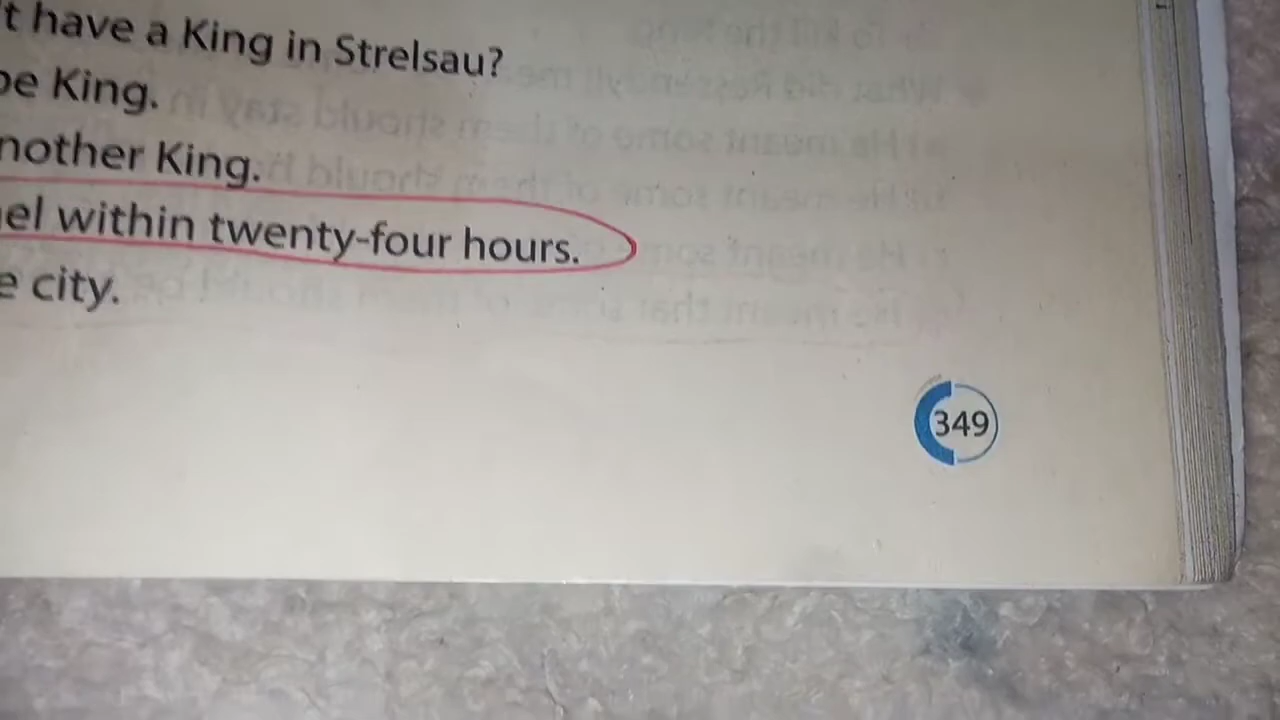 't have a King in Strelsau?
be King.
nother King.
el within twenty-four hours.
e city.
349